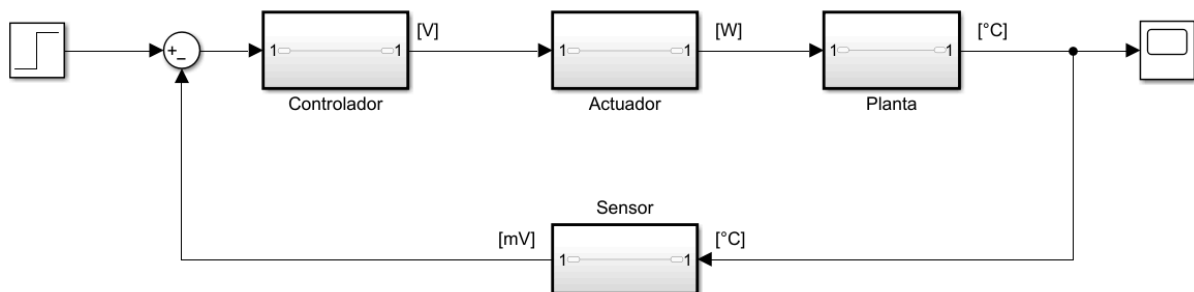 [V] [W] [°C]
+ − 1 1 1 1 1 1
Controlador Actuador Planta
Sensor
[mV] [°C]
1 1